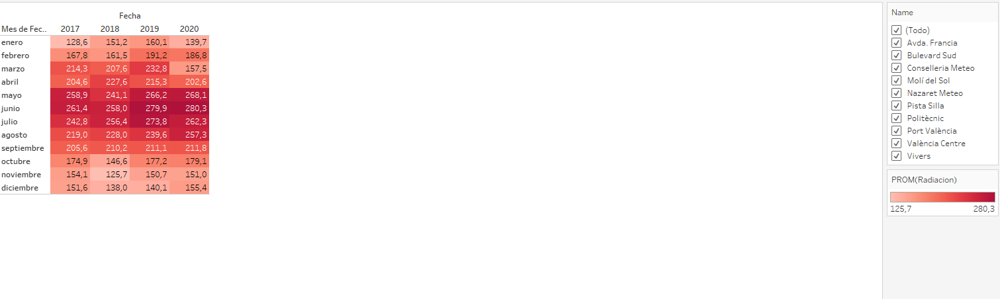 Fecha
Mes de Fec.. 2017 2018 2019 2020
enero 128,6 151,2 160,1 139,7
febrero 167,8 161,5 191,2 186,8
marzo 214,3 207,6 232,8 157,5
abril 204,6 227,6 215,3 202,6
mayo 258,9 241,1 266,2 268,1
junio 261,4 258,0 279,9 280,3
julio 242,8 256,4 273,8 262,3
agosto 219,0 228,0 239,6 257,3
septiembre 205,6 210,2 211,1 211,8
octubre 174,9 146,6 177,2 179,1
noviembre 154,1 125,7 150,7 151,0
diciembre 151,6 138,0 140,1 155,4
Name
(Todo)
Avda. Francia
Bulevard Sud
Conselleria Meteo
Molí del Sol
Nazaret Meteo
Pista Silla
Politècnic
Port València
València Centre
Vivers
PROM(Radiacion)
125,7 280,3